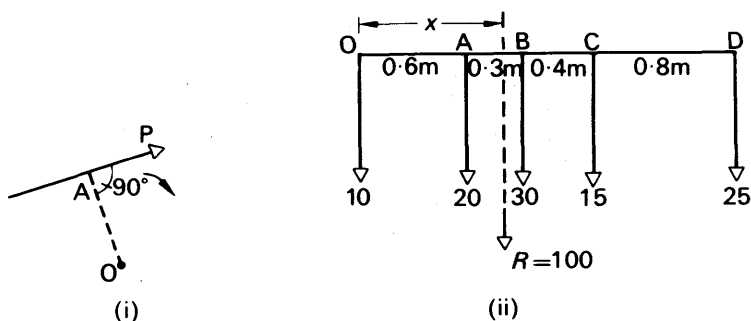 P
A
90°
O
(i)
x
O A B C D
0·6m 0·3m 0·4m 0·8m
10 20 30 15 25
R = 100
(ii)